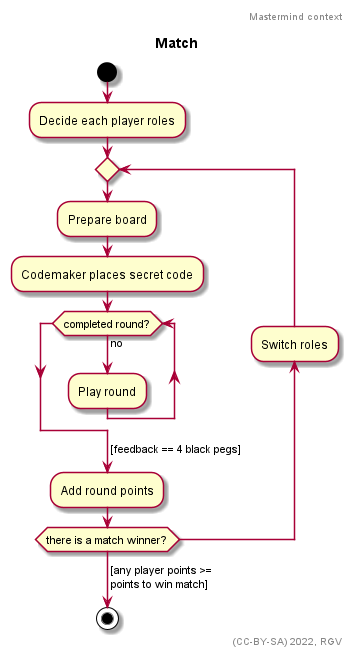 Mastermind context
Match
Decide each player roles
Prepare board
Codemaker places secret code
completed round?
no
Play round
Switch roles
[feedback == 4 black pegs]
Add round points
there is a match winner?
[any player points >=
points to win match]
(CC-BY-SA) 2022, RGV